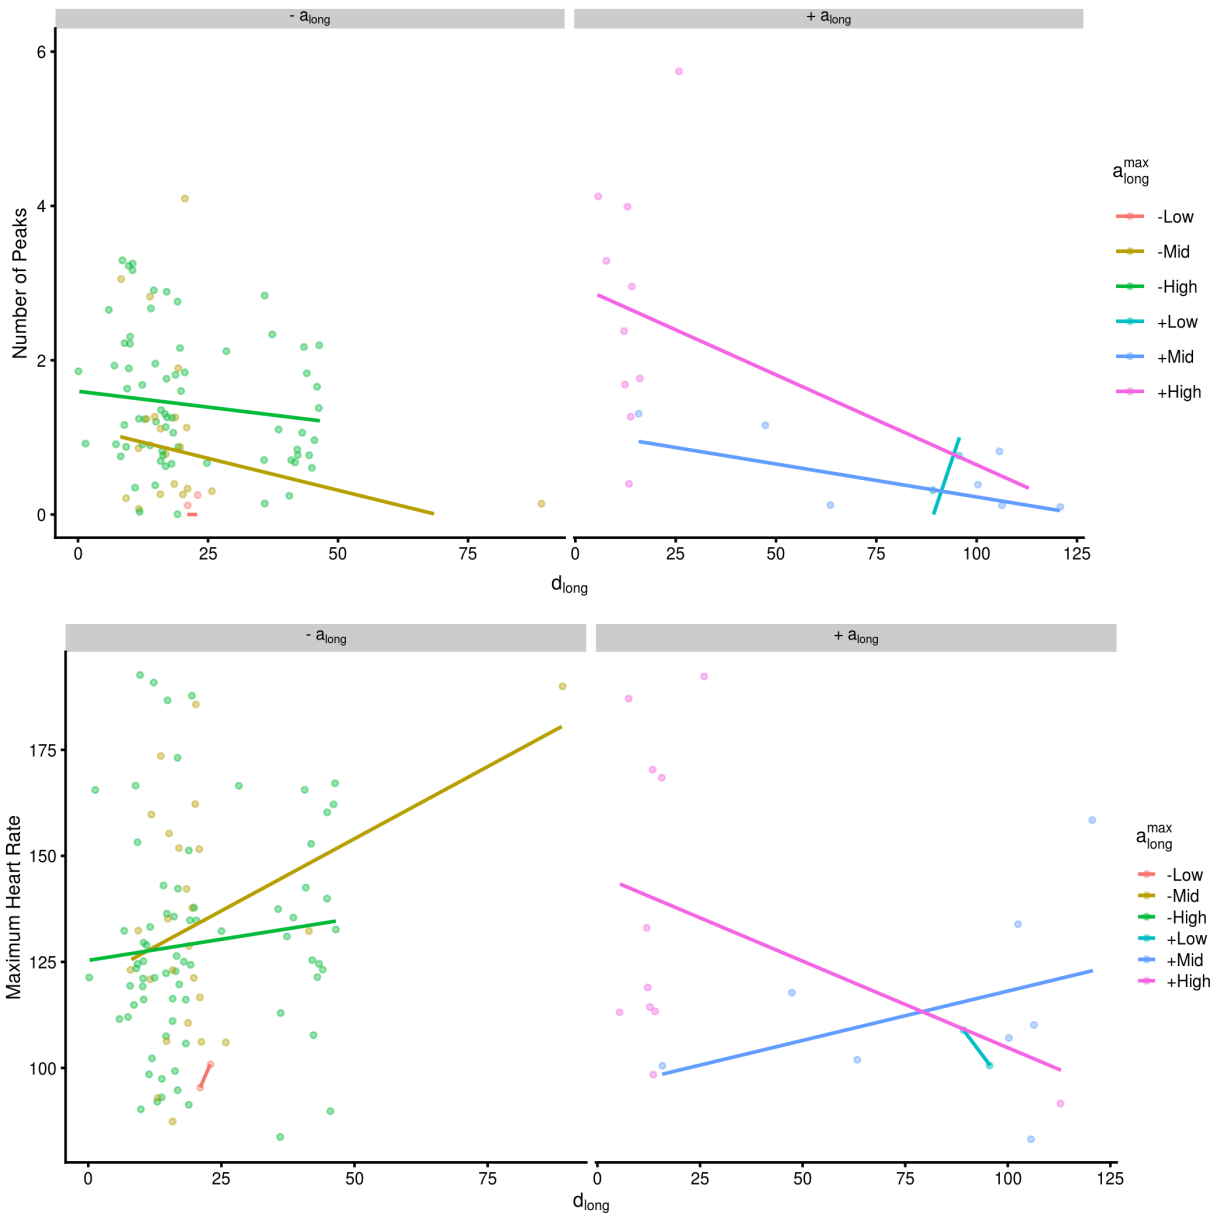 - a_long
+ a_long
Number of Peaks
6
4
2
0
0
25
50
75
0
25
50
75
100
125
d_long
a_long^max
-Low
-Mid
-High
+Low
+Mid
+High
- a_long
+ a_long
Maximum Heart Rate
175
150
125
100
0
25
50
75
0
25
50
75
100
125
d_long
a_long^max
-Low
-Mid
-High
+Low
+Mid
+High